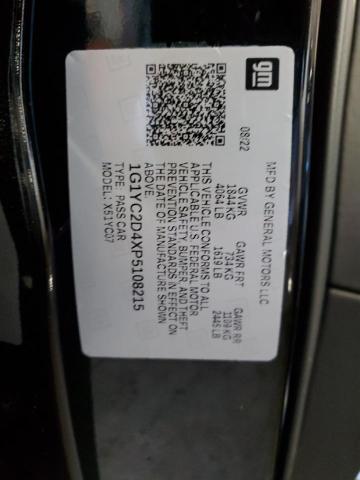 gm
MFD BY GENERAL MOTORS LLC
08/22
GVWR GAWR FRT GAWR RR
1844 KG 734 KG 1109 KG
4064 LB 1619 LB 2445 LB
THIS VEHICLE CONFORMS TO ALL
APPLICABLE U.S. FEDERAL MOTOR
VEHICLE SAFETY, BUMPER, AND THEFT
PREVENTION STANDARDS IN EFFECT ON
THE DATE OF MANUFACTURE SHOWN
ABOVE.
1G1YC2D4XP5108215
TYPE: PASS CAR
MODEL: X51YC07